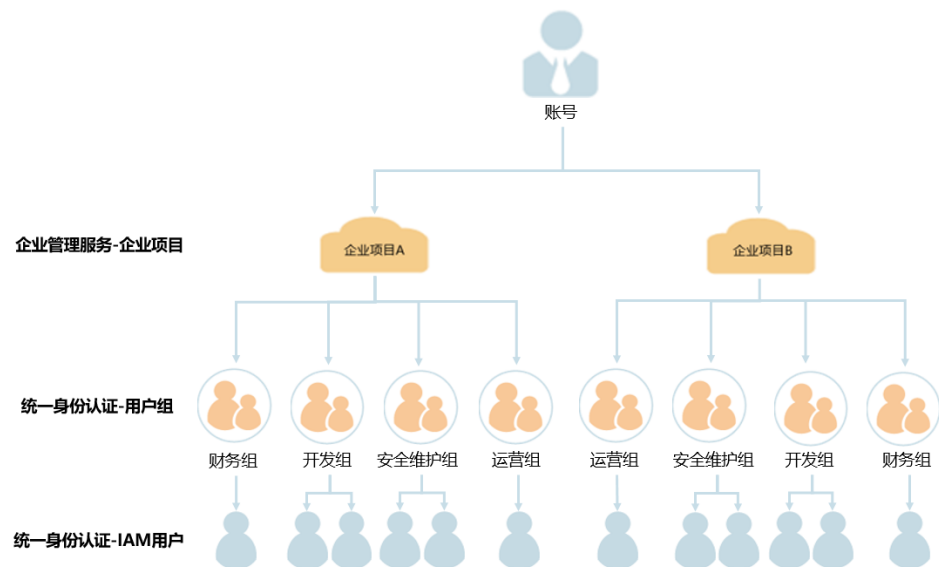 账号
企业管理服务-企业项目
企业项目A
企业项目B
统一身份认证-用户组
财务组
开发组
安全维护组
运营组
运营组
安全维护组
开发组
财务组
统一身份认证-IAM用户